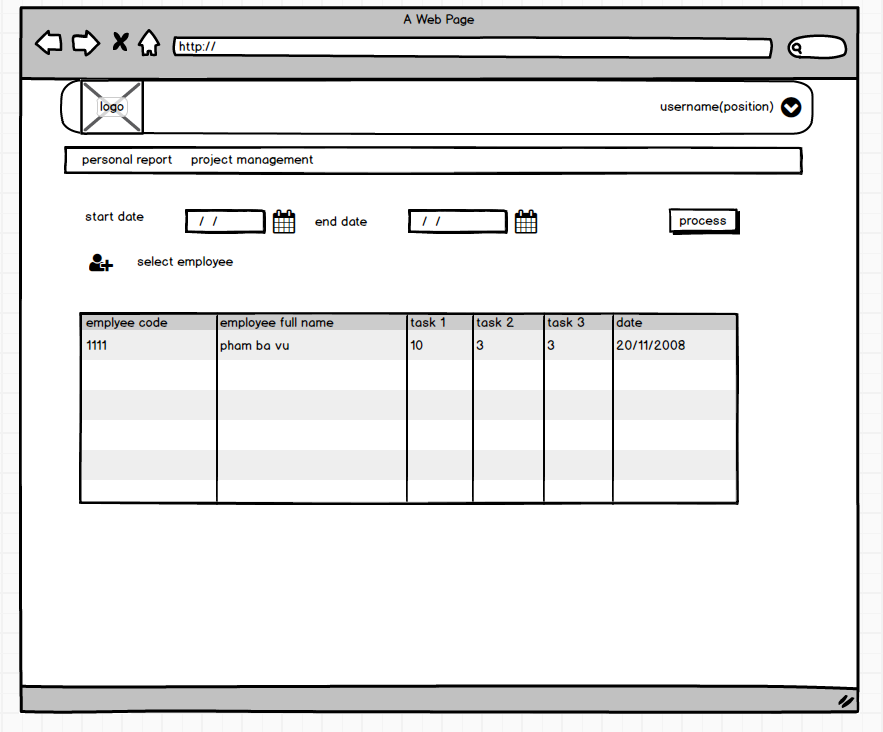 A Web Page
http://
logo
username(position)
personal report project management
start date / / end date / / process
select employee
emplyee code employee full name task 1 task 2 task 3 date
1111 pham ba vu 10 3 3 20/11/2008